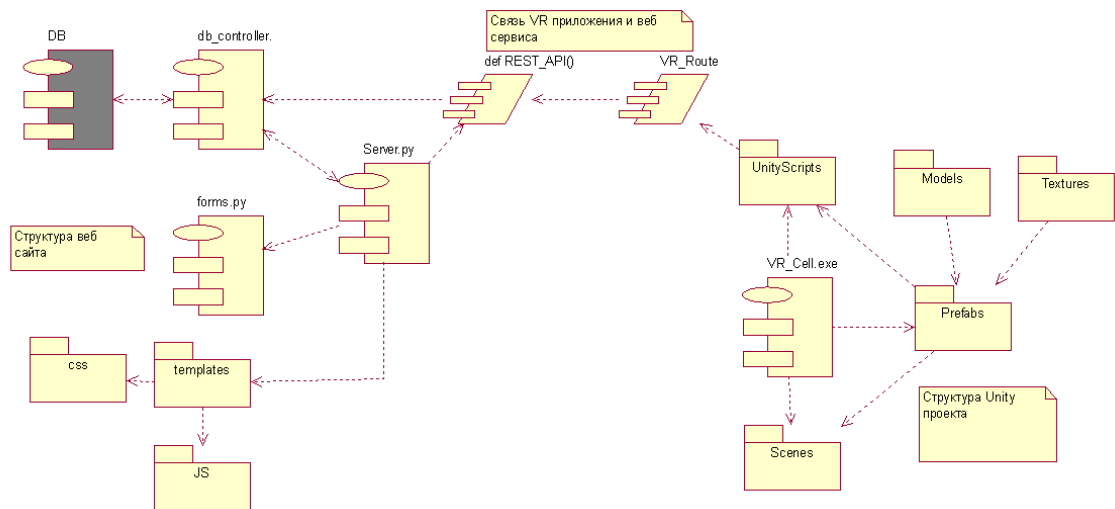 Связь VR приложения и веб
сервиса
DB
db_controller.
def REST_API()
VR_Route
Server.py
UnityScripts
Models
Textures
forms.py
Структура веб
сайта
VR_Cell.exe
Prefabs
css
templates
Структура Unity
проекта
Scenes
JS